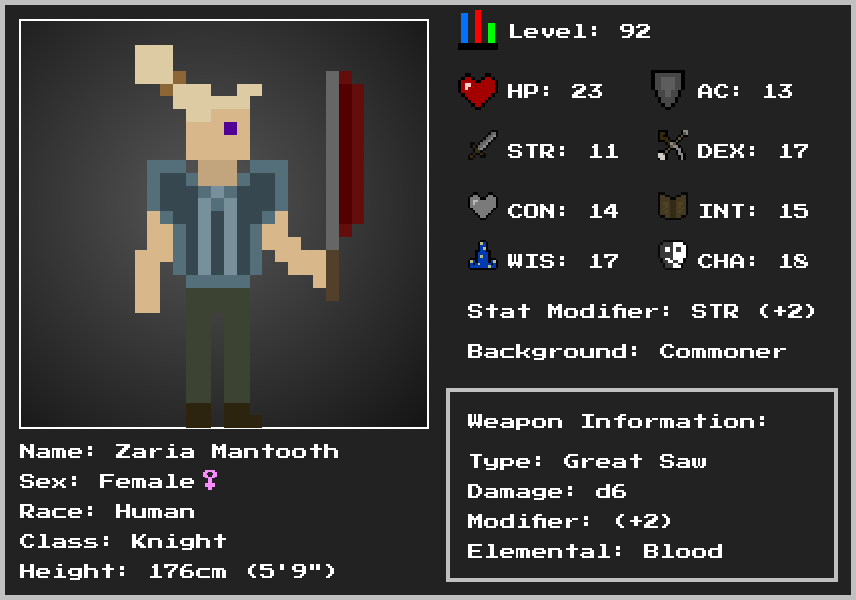 Level: 92
HP: 23 AC: 13
STR: 11 DEX: 17
CON: 14 INT: 15
WIS: 17 CHA: 18
Stat Modifier: STR (+2)
Background: Commoner
Weapon Information:
Type: Great Saw
Damage: d6
Modifier: (+2)
Elemental: Blood
Name: Zaria Mantooth
Sex: Female♀
Race: Human
Class: Knight
Height: 176cm (5'9")